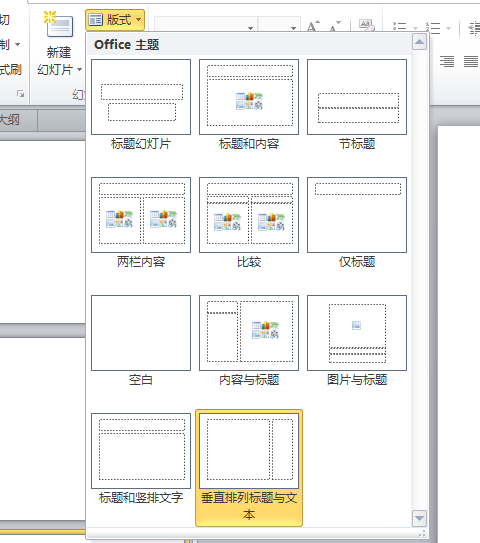 切
制
式刷
新建
幻灯片
版式
幻
大纲
Office 主题
标题幻灯片
标题和内容
节标题
两栏内容
比较
仅标题
空白
内容与标题
图片与标题
标题和竖排文字
垂直排列标题与文
本